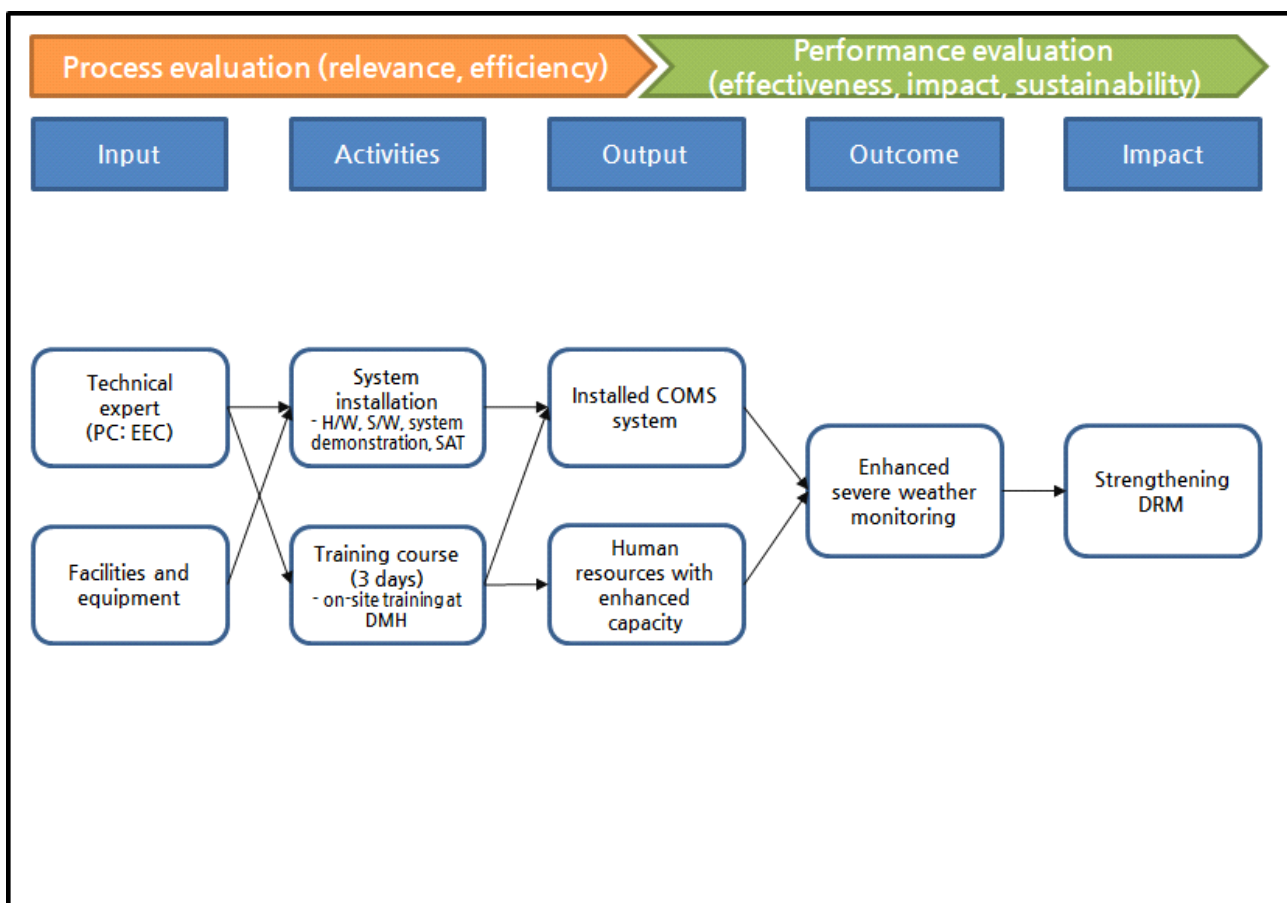 Process evaluation (relevance, efficiency)
Performance evaluation
(effectiveness, impact, sustainability)
Input
Activities
Output
Outcome
Impact
Technical
expert
(PC: EEC)
System
installation
- H/W, S/W, system
demonstration, SAT
Installed COMS
system
Enhanced
severe weather
monitoring
Strengthening
DRM
Facilities and
equipment
Training course
(3 days)
- on-site training at
DMH
Human
resources with
enhanced
capacity